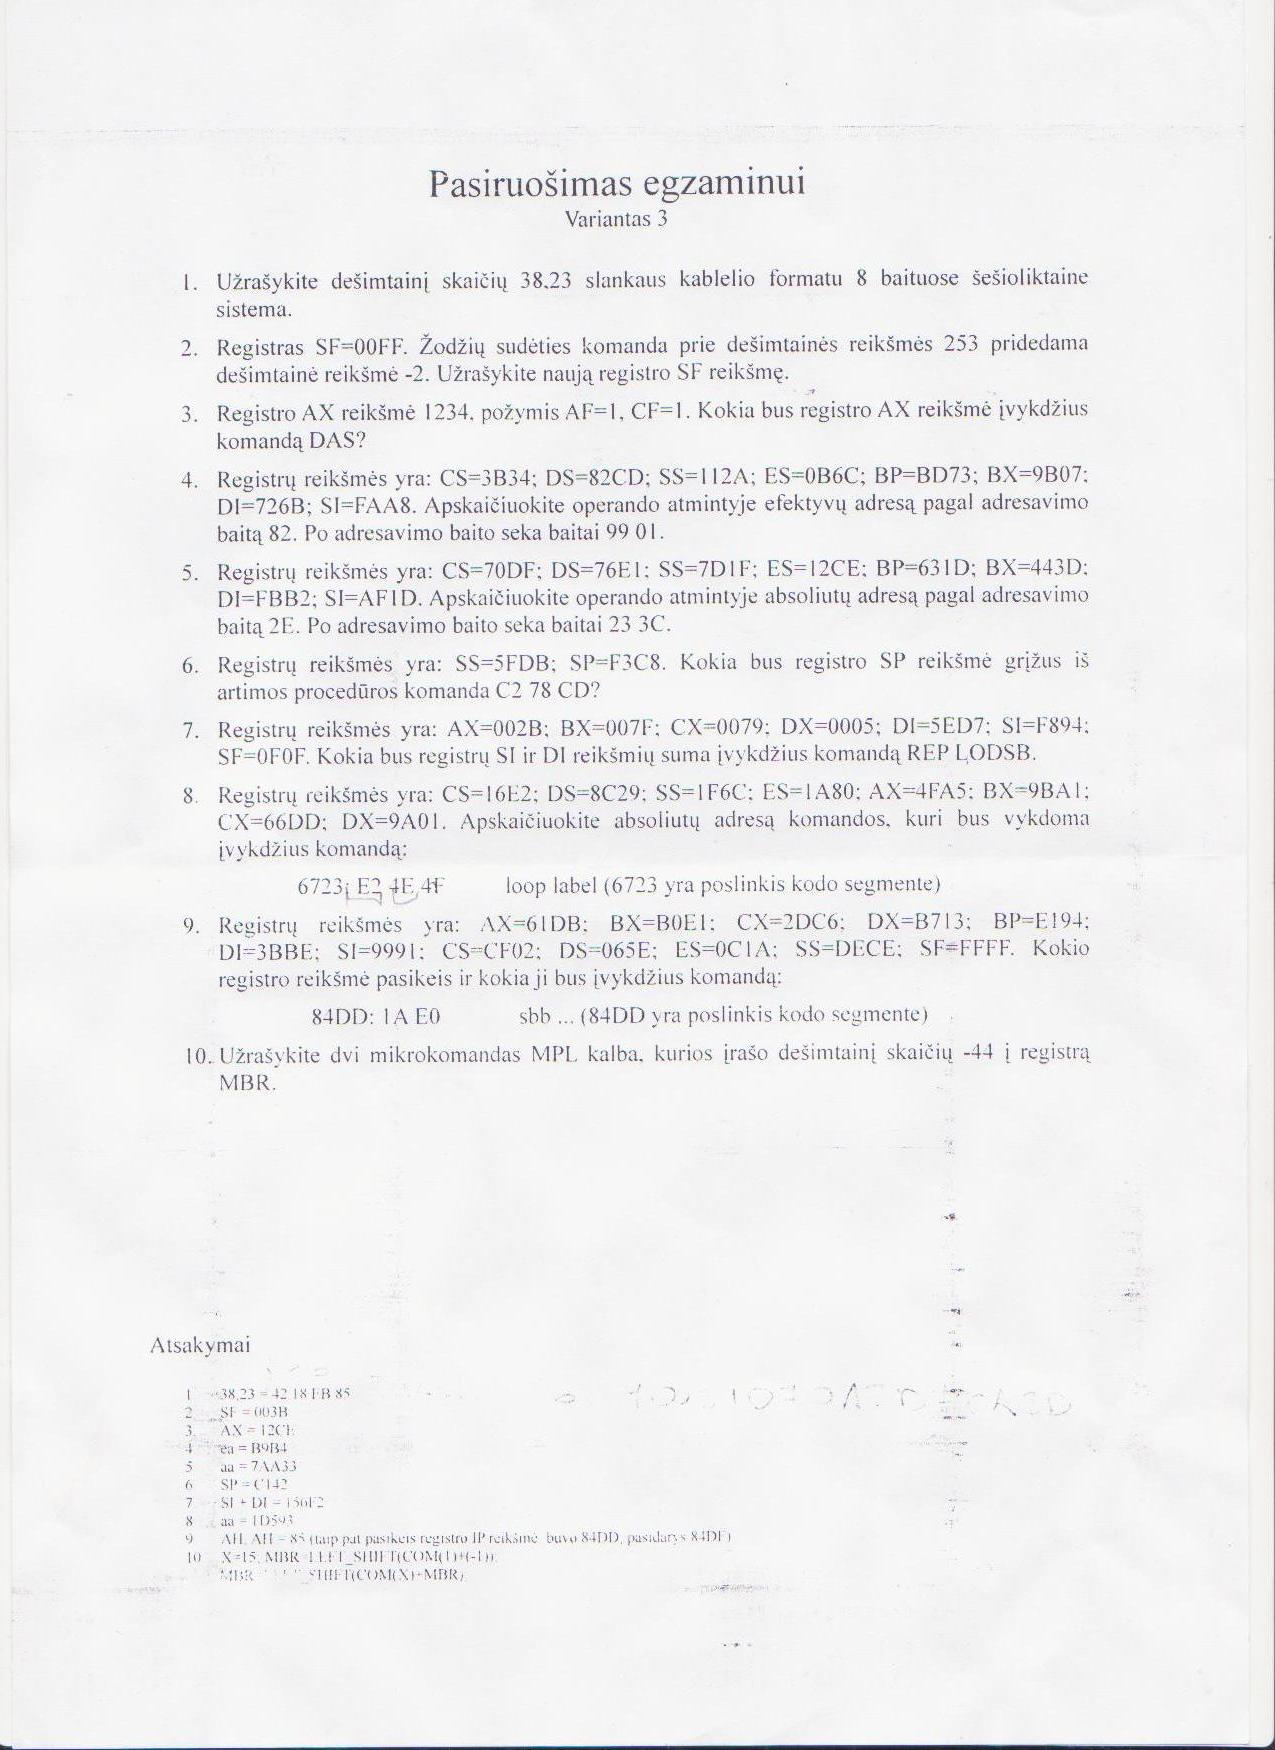 Pasiruošimas egzaminui
Variantas 3
1. Užrašykite dešimtainį skaičių 38,23 slankaus kablelio formatu 8 baituose šešioliktaine
sistema.
2. Registras SF=00FF. Žodžių sudėties komanda prie dešimtainės reikšmės 253 pridedama
dešimtainė reikšmė -2. Užrašykite naują registro SF reikšmę.
3. Registro AX reikšmė 1234, požymis AF=1, CF=1. Kokia bus registro AX reikšmė įvykdžius
komandą DAS?
4. Registrų reikšmės yra: CS=3B34; DS=82CD; SS=112A; ES=0B6C; BP=BD73; BX=9B07;
DI=726B; SI=FAA8. Apskaičiuokite operando atmintyje efektyvų adresą pagal adresavimo
baitą 82. Po adresavimo baito seka baitai 99 01.
5. Registrų reikšmės yra: CS=70DF; DS=76E1; SS=7D1F; ES=12CE; BP=631D; BX=443D;
DI=FBB2; SI=AF1D. Apskaičiuokite operando atmintyje absoliutų adresą pagal adresavimo
baitą 2E. Po adresavimo baito seka baitai 23 3C.
6. Registrų reikšmės yra: SS=5FDB; SP=F3C8. Kokia bus registro SP reikšmė grįžus iš
artimos procedūros komanda C2 78 CD?
7. Registrų reikšmės yra: AX=002B; BX=007F; CX=0079; DX=0005; DI=5ED7; SI=F894;
SF=0F0F. Kokia bus registrų SI ir DI reikšmių suma įvykdžius komandą REP LODSB.
8. Registrų reikšmės yra: CS=16E2; DS=8C29; SS=1F6C; ES=1A80; AX=4FA5; BX=9BA1;
CX=66DD; DX=9A01. Apskaičiuokite absoliutų adresą komandos, kuri bus vykdoma
įvykdžius komandą:
6723: E2 4E 4F loop label (6723 yra poslinkis kodo segmente)
9. Registrų reikšmės yra: AX=61DB; BX=B0E1; CX=2DC6; DX=B713; BP=E194;
DI=3BBE; SI=9991; CS=CF02; DS=065E; ES=0C1A; SS=DECE; SF=FFFF. Kokio
registro reikšmė pasikeis ir kokia ji bus įvykdžius komandą:
84DD: 1A E0 sbb ... (84DD yra poslinkis kodo segmente)
10. Užrašykite dvi mikrokomandas MPL kalba, kurios įrašo dešimtainį skaičių -44 į registrą
MBR.
Atsakymai
1 38,23 = 42 18 EB 85
2 SF = 003B
3 AX = 12CE
4 ea = B9B4
5 aa = 7AA33
6 SP = C142
7 SI + DI = 156F2
8 aa = 1D593
9 AH, AH = 85 (taip pat pasikeis registro IP reikšmė buvo 84DD, pasidarys 84DF)
10 X=15; MBR LEFT_SHIFT(COM(1)+(-1));
MBR SHIFT(COM(X)+MBR);